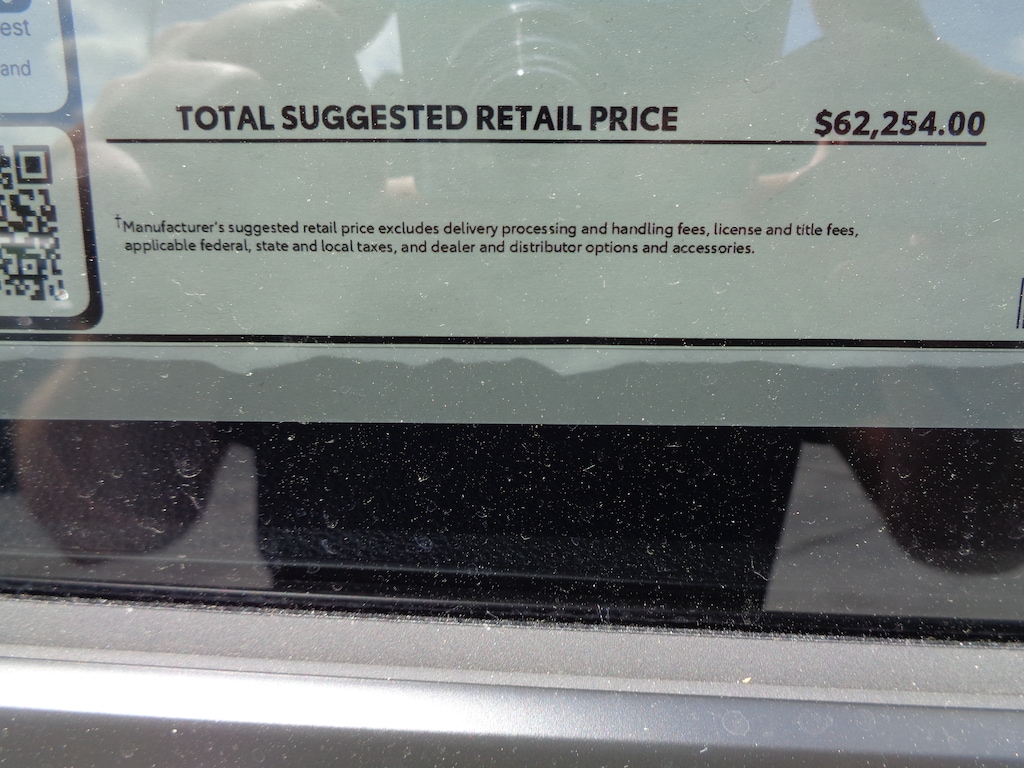 est
and
TOTAL SUGGESTED RETAIL PRICE $62,254.00
†Manufacturer's suggested retail price excludes delivery processing and handling fees, license and title fees,
applicable federal, state and local taxes, and dealer and distributor options and accessories.